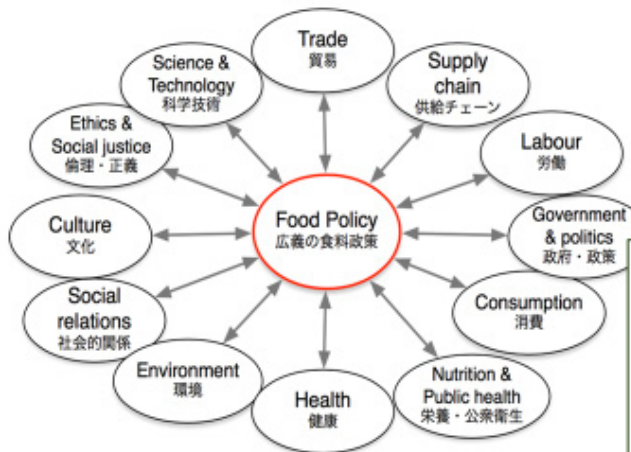 Trade
貿易
Supply
chain
供給チェーン
Labour
労働
Government
& politics
政府・政策
Consumption
消費
Nutrition &
Public health
栄養・公衆衛生
Health
健康
Environment
環境
Social
relations
社会的関係
Culture
文化
Ethics &
Social justice
倫理・正義
Science &
Technology
科学技術
Food Policy
広義の食料政策